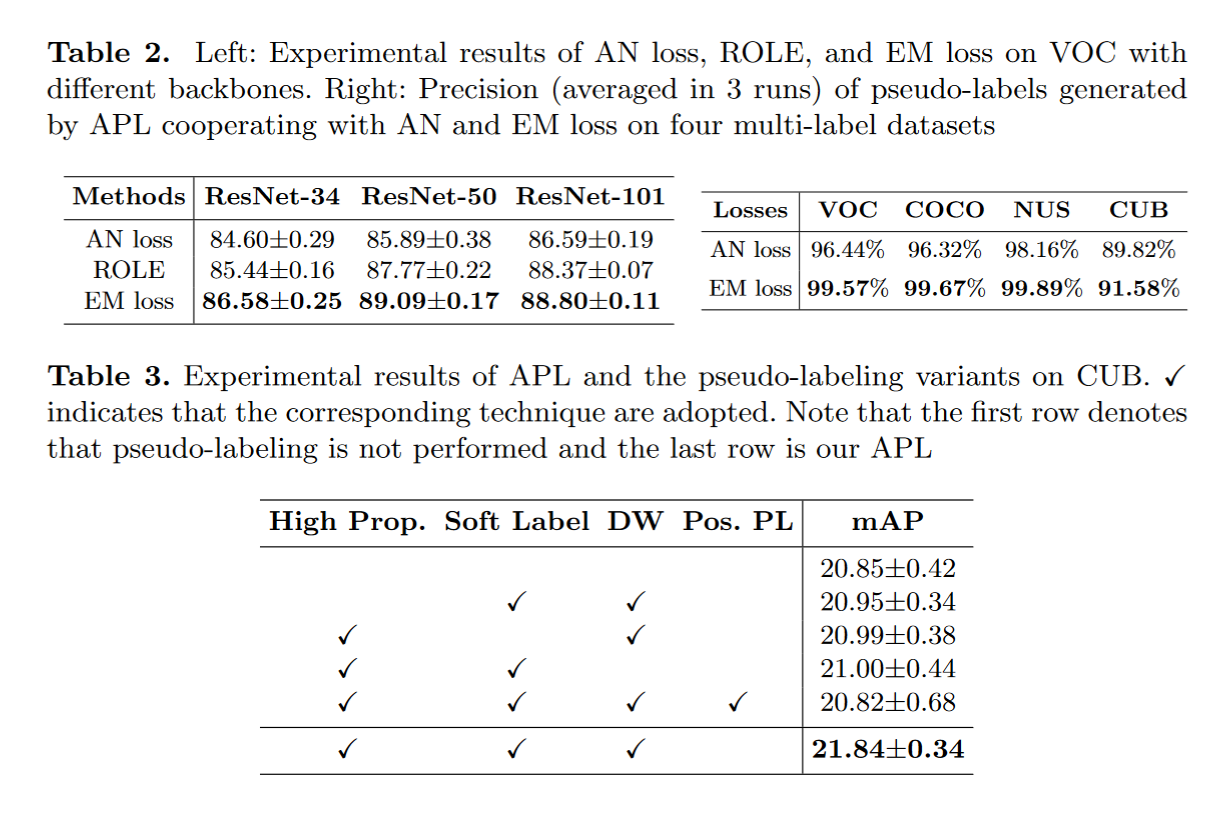 Table 2. Left: Experimental results of AN loss, ROLE, and EM loss on VOC with
different backbones. Right: Precision (averaged in 3 runs) of pseudo-labels generated
by APL cooperating with AN and EM loss on four multi-label datasets
Methods ResNet-34 ResNet-50 ResNet-101
AN loss 84.60±0.29 85.89±0.38 86.59±0.19
ROLE 85.44±0.16 87.77±0.22 88.37±0.07
EM loss 86.58±0.25 89.09±0.17 88.80±0.11
Losses VOC COCO NUS CUB
AN loss 96.44% 96.32% 98.16% 89.82%
EM loss 99.57% 99.67% 99.89% 91.58%
Table 3. Experimental results of APL and the pseudo-labeling variants on CUB. ✓
indicates that the corresponding technique are adopted. Note that the first row denotes
that pseudo-labeling is not performed and the last row is our APL
High Prop. Soft Label DW Pos. PL mAP
20.85±0.42
✓ ✓ 20.95±0.34
✓ ✓ 20.99±0.38
✓ ✓ 21.00±0.44
✓ ✓ ✓ ✓ 20.82±0.68
✓ ✓ ✓ 21.84±0.34